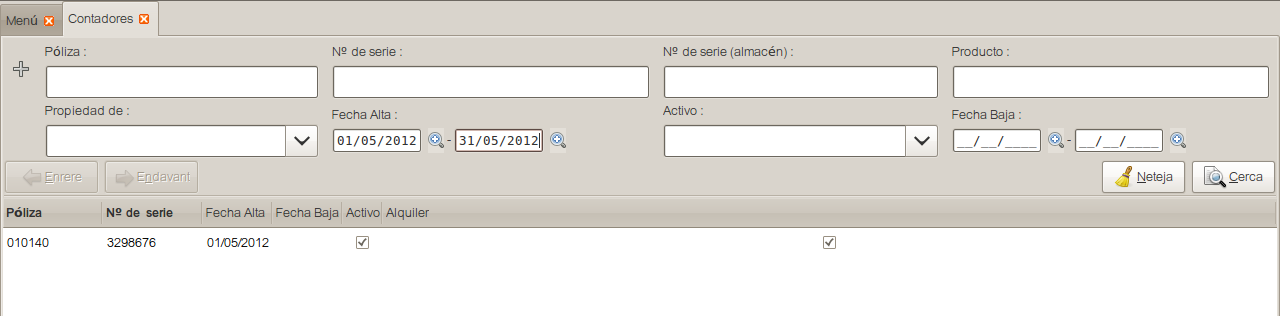 Menú Contadores
Póliza : Nº de serie : Nº de serie (almacén) : Producto :
Propiedad de : Fecha Alta : Activo : Fecha Baja :
01/05/2012 - 31/05/2012 __/__/____ - __/__/____
Enrere Endavant Neteja Cerca
Póliza Nº de serie Fecha Alta Fecha Baja Activo Alquiler
010140 3298676 01/05/2012